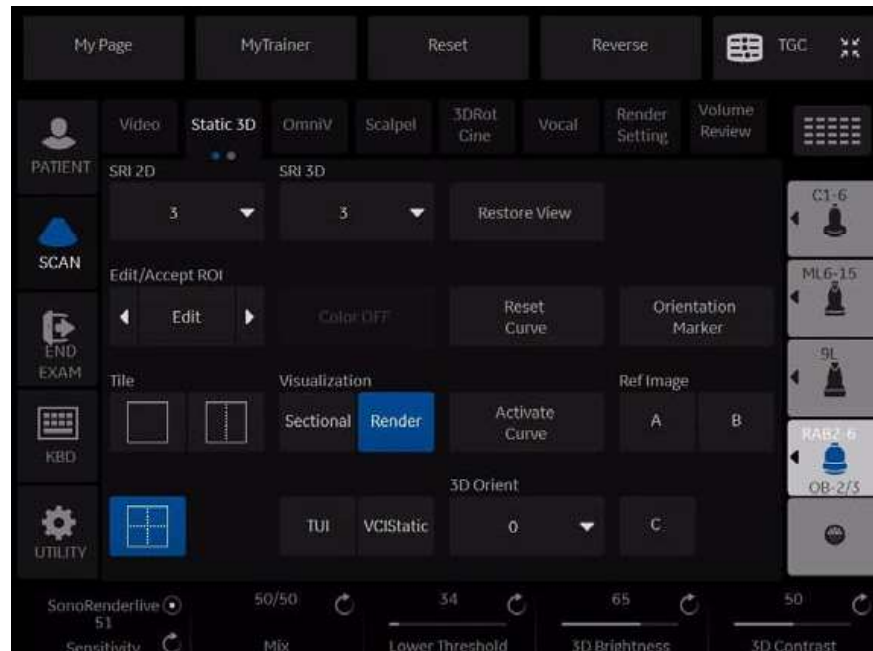 My Page
MyTrainer
Reset
Reverse
TGC
PATIENT
SCAN
END
EXAM
KBD
UTILITY
Video
Static 3D
OmniV
Scalpel
3DRot
Cine
Vocal
Render
Setting
Volume
Review
SRI 2D
SRI 3D
3
3
Restore View
Edit/Accept ROI
Edit
Color OFF
Reset
Curve
Orientation
Marker
Tile
Visualization
Ref Image
Sectional
Render
Activate
Curve
A
B
3D Orient
TUI
VCIStatic
0
C
C1-6
ML6-15
9L
RAB2-6
OB-2/3
SonoRenderlive
51
Sensitivity
50/50
Mix
34
Lower Threshold
65
3D Brightness
50
3D Contrast